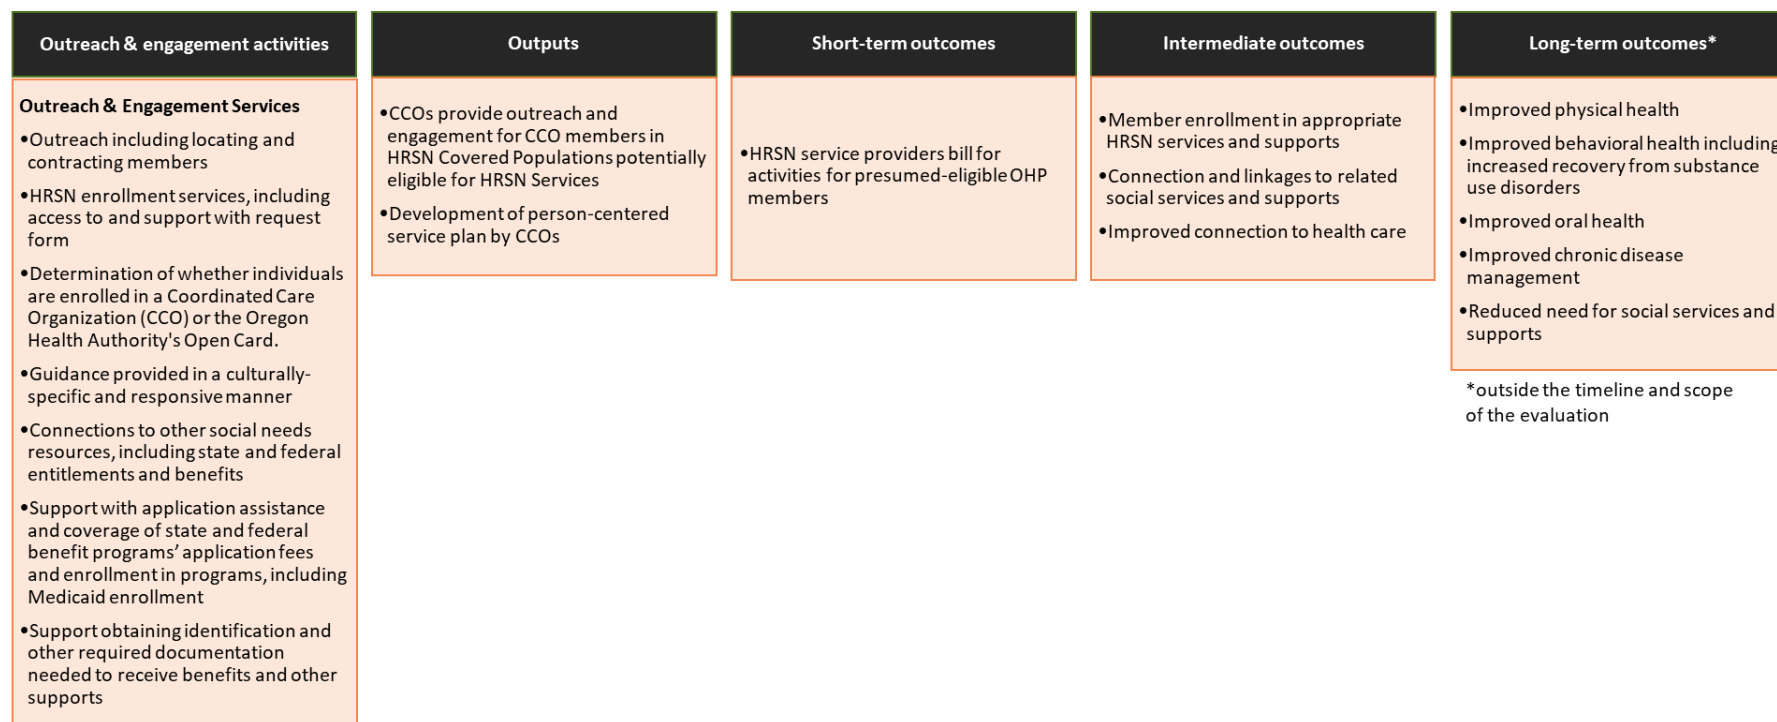 Outreach & engagement activities
Outreach & Engagement Services
•Outreach including locating and
contracting members
•HRSN enrollment services, including
access to and support with request
form
•Determination of whether individuals
are enrolled in a Coordinated Care
Organization (CCO) or the Oregon
Health Authority's Open Card.
•Guidance provided in a culturally-
specific and responsive manner
•Connections to other social needs
resources, including state and federal
entitlements and benefits
•Support with application assistance
and coverage of state and federal
benefit programs’ application fees
and enrollment in programs, including
Medicaid enrollment
•Support obtaining identification and
other required documentation
needed to receive benefits and other
supports
Outputs
•CCOs provide outreach and
engagement for CCO members in
HRSN Covered Populations potentially
eligible for HRSN Services
•Development of person-centered
service plan by CCOs
Short-term outcomes
•HRSN service providers bill for
activities for presumed-eligible OHP
members
Intermediate outcomes
•Member enrollment in appropriate
HRSN services and supports
•Connection and linkages to related
social services and supports
•Improved connection to health care
Long-term outcomes*
•Improved physical health
•Improved behavioral health including
increased recovery from substance
use disorders
•Improved oral health
•Improved chronic disease
management
•Reduced need for social services and
supports
*outside the timeline and scope
of the evaluation